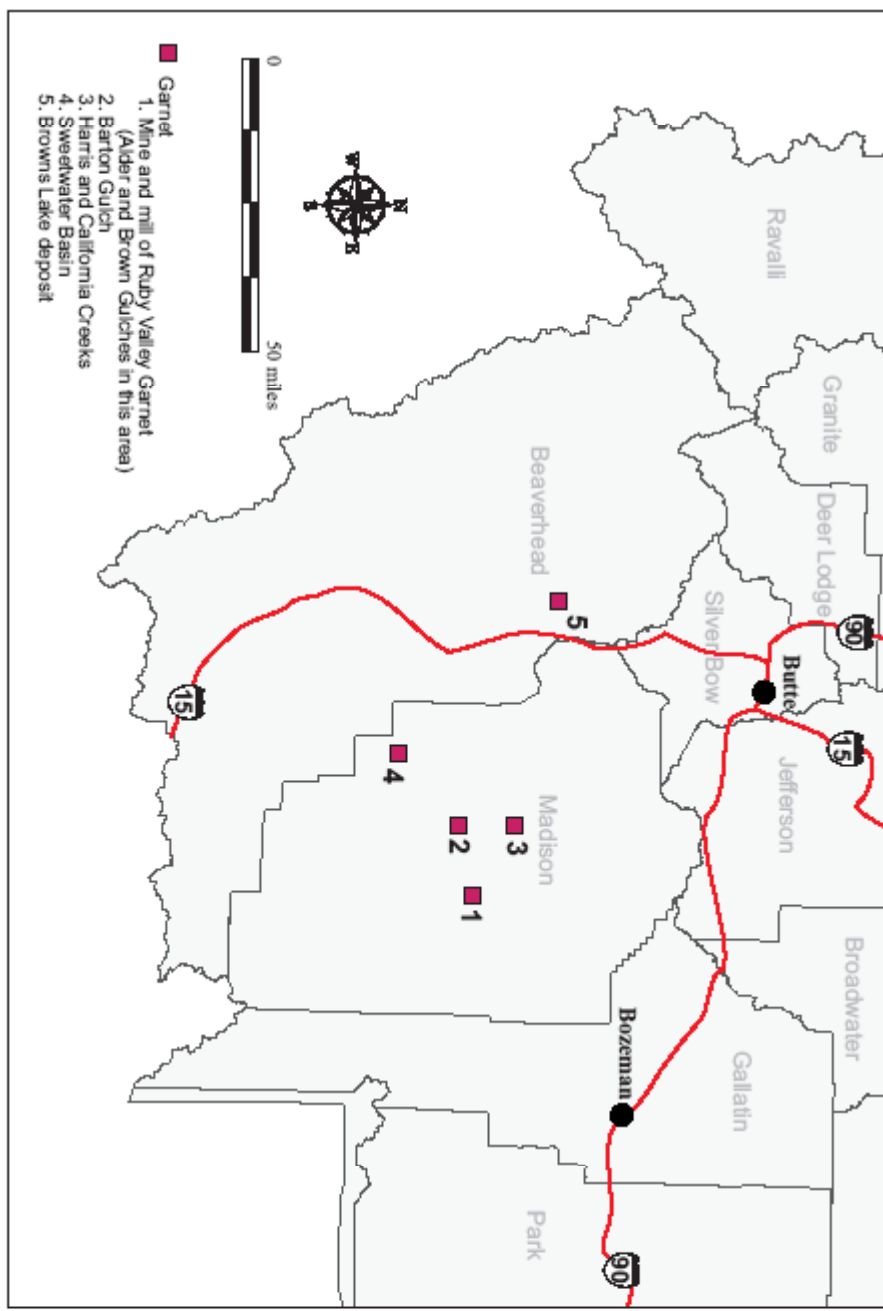 Ravalli
Granite
Deer Lodge
90
15
Broadwater
Butte
Jefferson
Silver Bow
Gallatin
Bozeman
90
Beaverhead
5
Madison
Park
3
1
2
4
15
N
W
E
S
0
50 miles
Garnet
1. Mine and mill of Ruby Valley Garnet
(Alder and Brown Gulches in this area)
2. Barton Gulch
3. Harris and California Creeks
4. Sweetwater Basin
5. Browns Lake deposit